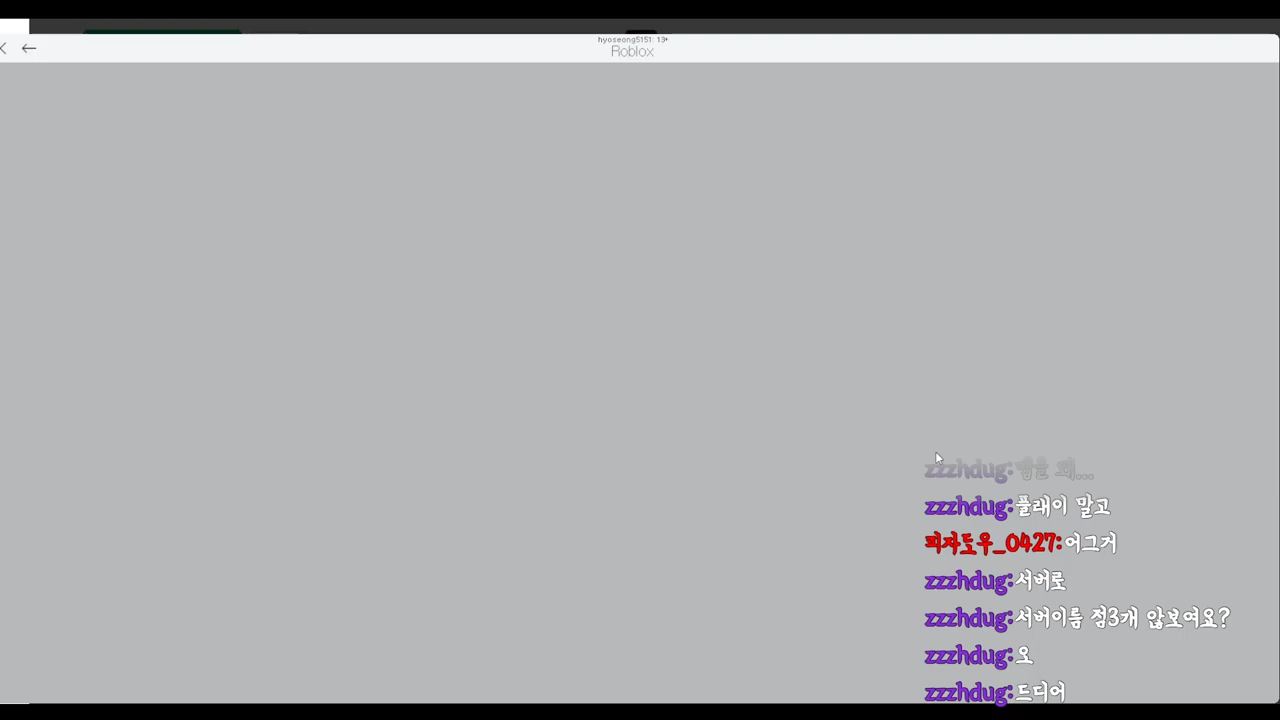 hyoseong5151: 13+
Roblox
zzzhdug: 왜...
zzzhdug: 플래이 말고
피자도우_0427: 어그거
zzzhdug: 서버로
zzzhdug: 서버이름 점3개 않보여요?
zzzhdug: 오
zzzhdug: 드디어